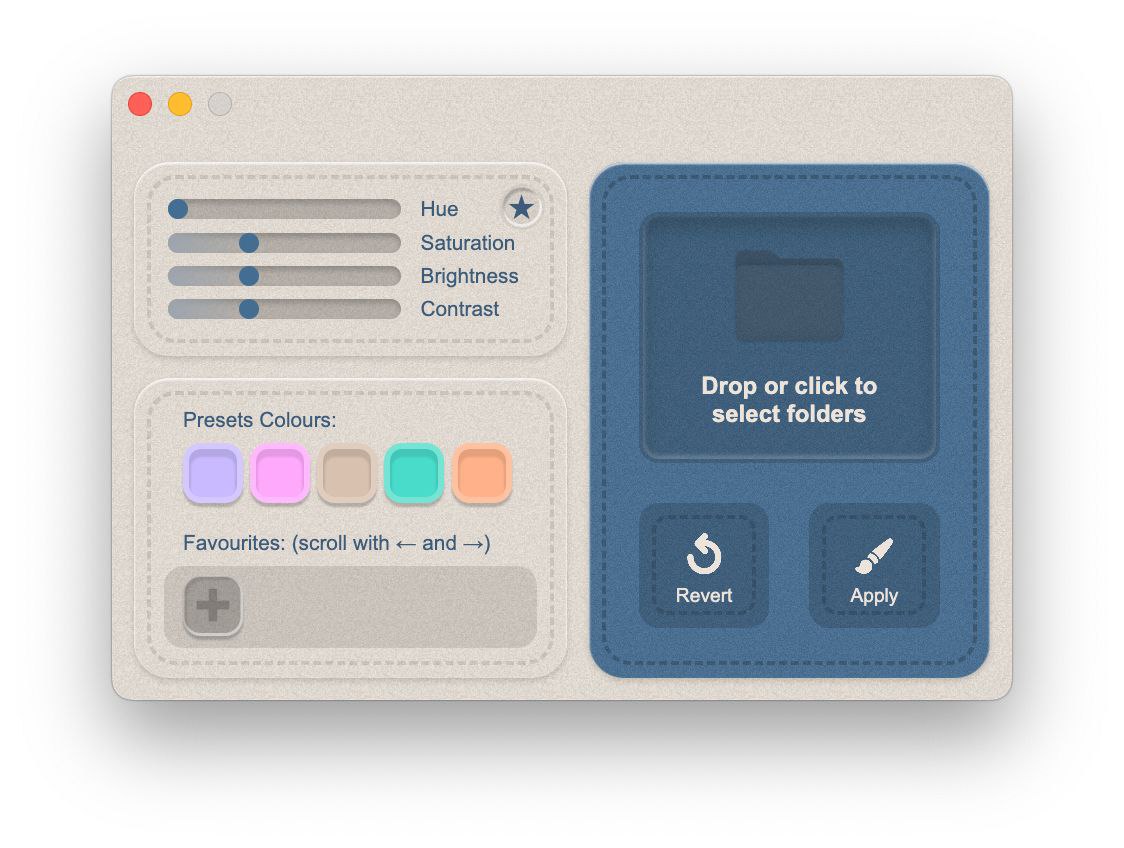 Hue
Saturation
Brightness
Contrast
Presets Colours:
Favourites: (scroll with ← and →)
Drop or click to
select folders
Revert
Apply